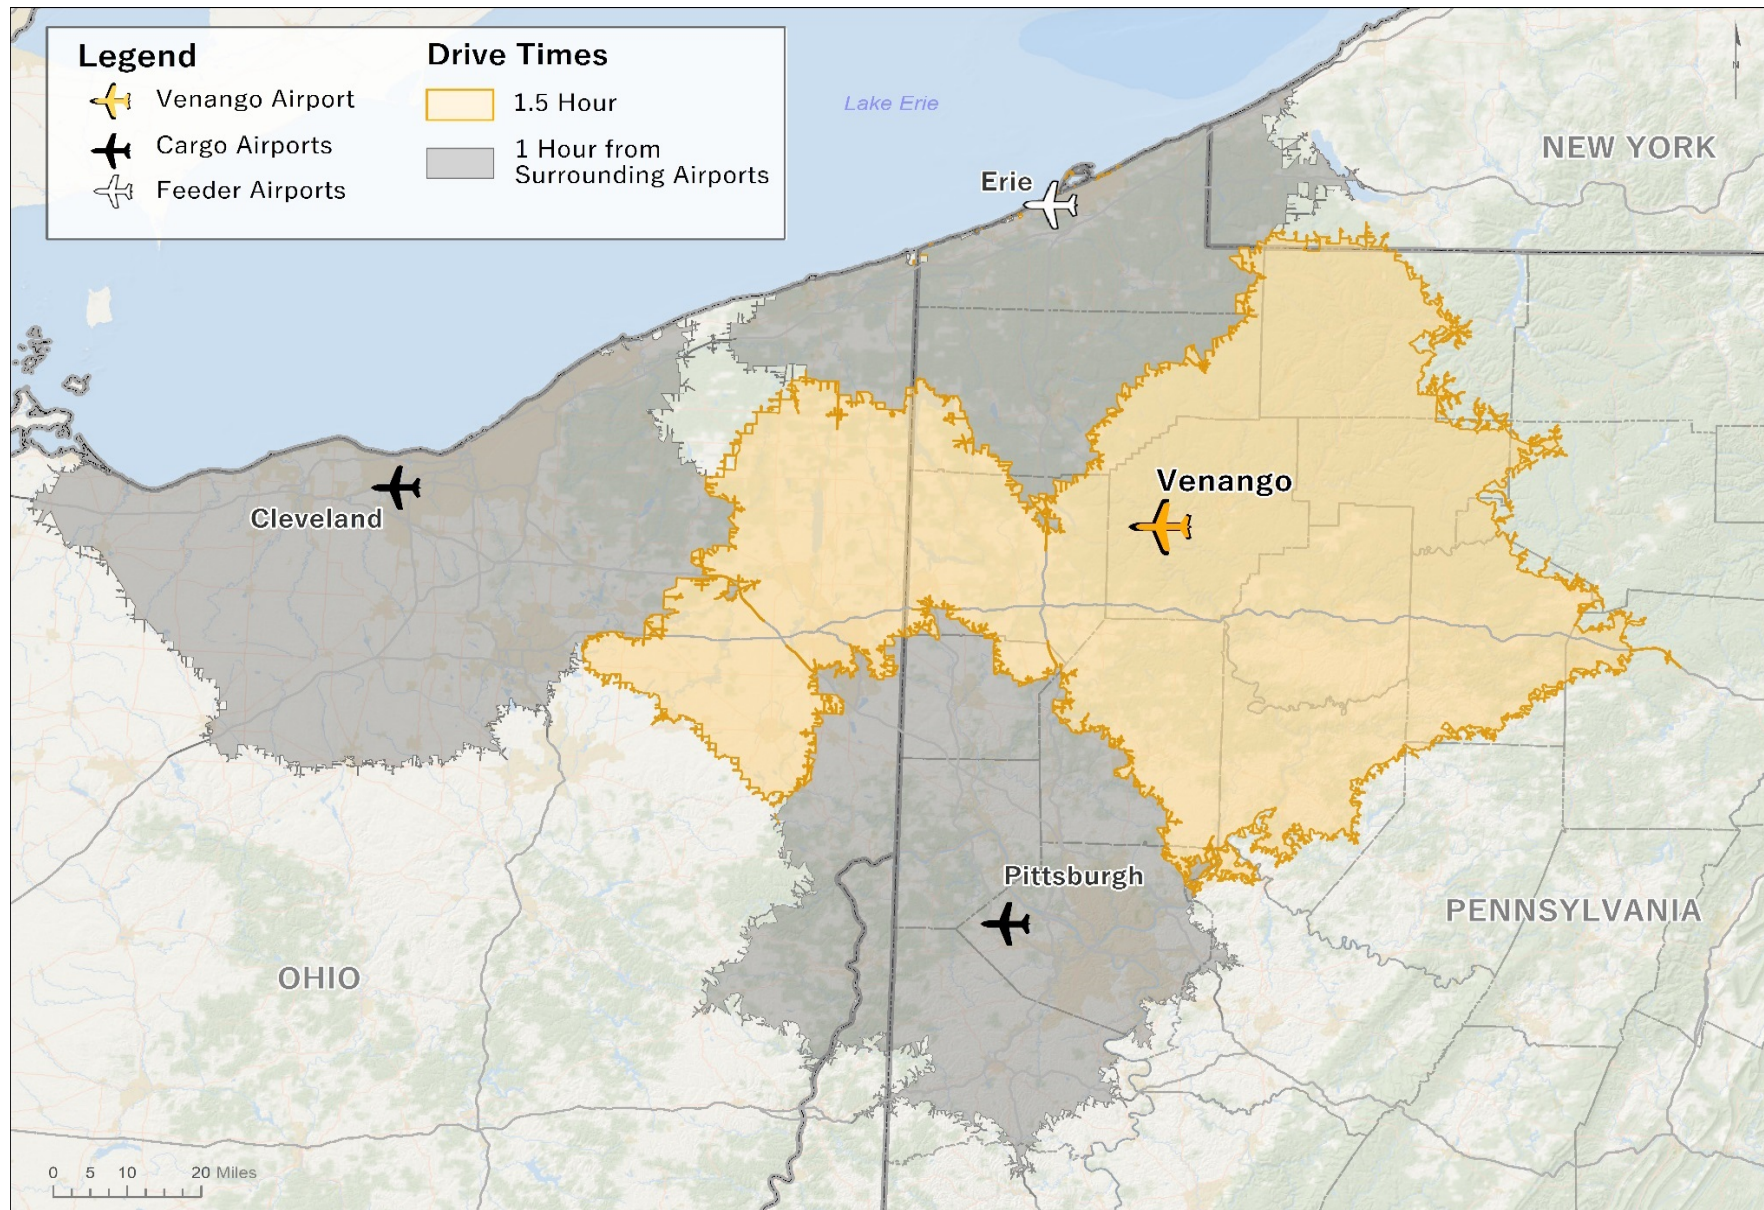 Legend
Venango Airport
Cargo Airports
Feeder Airports
Drive Times
1.5 Hour
1 Hour from
Surrounding Airports
N
Lake Erie
NEW YORK
Erie
Venango
Cleveland
Pittsburgh
PENNSYLVANIA
OHIO
0 5 10 20 Miles